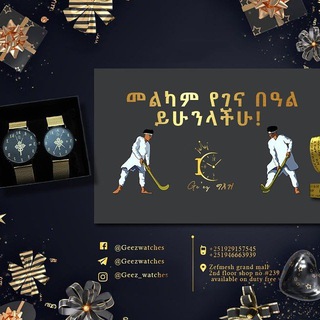 መልካም የገና በዓል
ይሁንላችሁ!
@Geezwatches
@Geezwatches
@Geez_watches
+251929157545
+251946663939
Zefmesh grand mall
2nd floor shop no #239
available on duty free